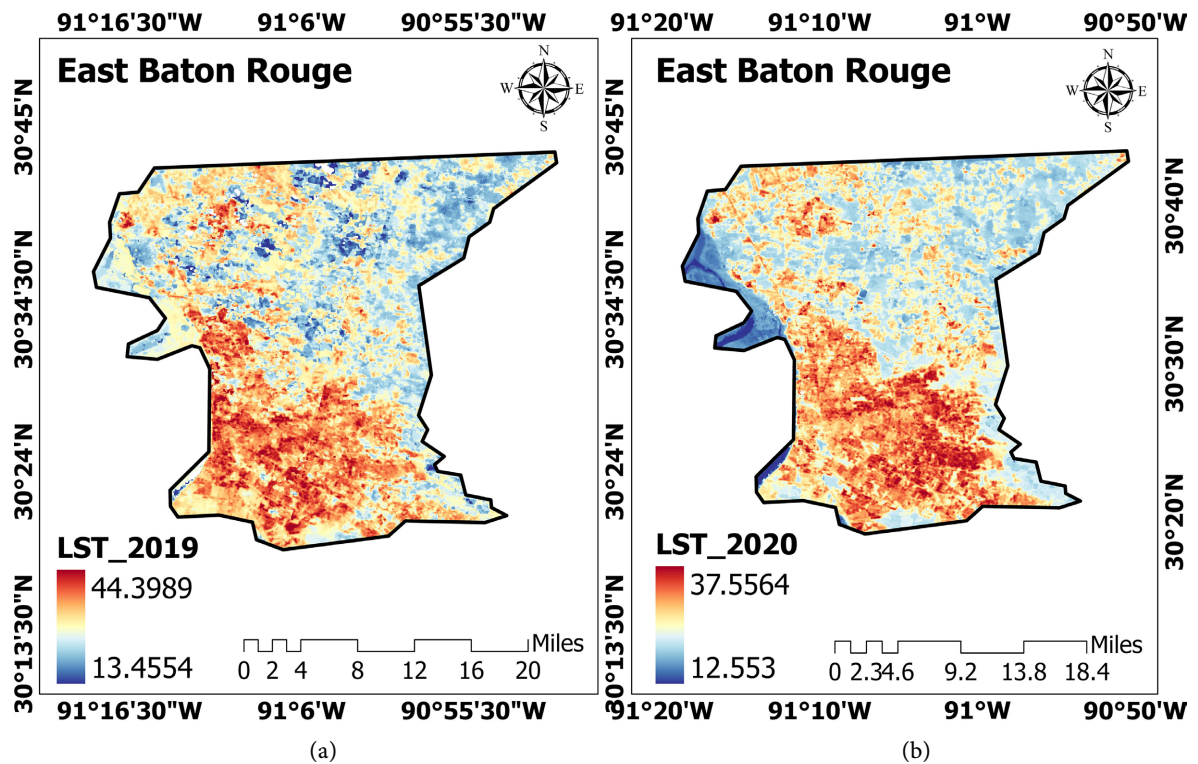 91°16'30"W 91°6'W 90°55'30"W
30°45'N
30°34'30"N
30°24'N
30°13'30"N
East Baton Rouge
N
W E
S
LST_2019
44.3989
13.4554
Miles
0 2 4 8 12 16 20
91°16'30"W 91°6'W 90°55'30"W
(a)
91°20'W 91°10'W 91°W 90°50'W
30°45'N
30°34'30"N
30°24'N
30°13'30"N
East Baton Rouge
N
W E
S
LST_2020
37.5564
12.553
Miles
0 2.34.6 9.2 13.8 18.4
30°40'N
30°30'N
30°20'N
91°20'W 91°10'W 91°W 90°50'W
(b)